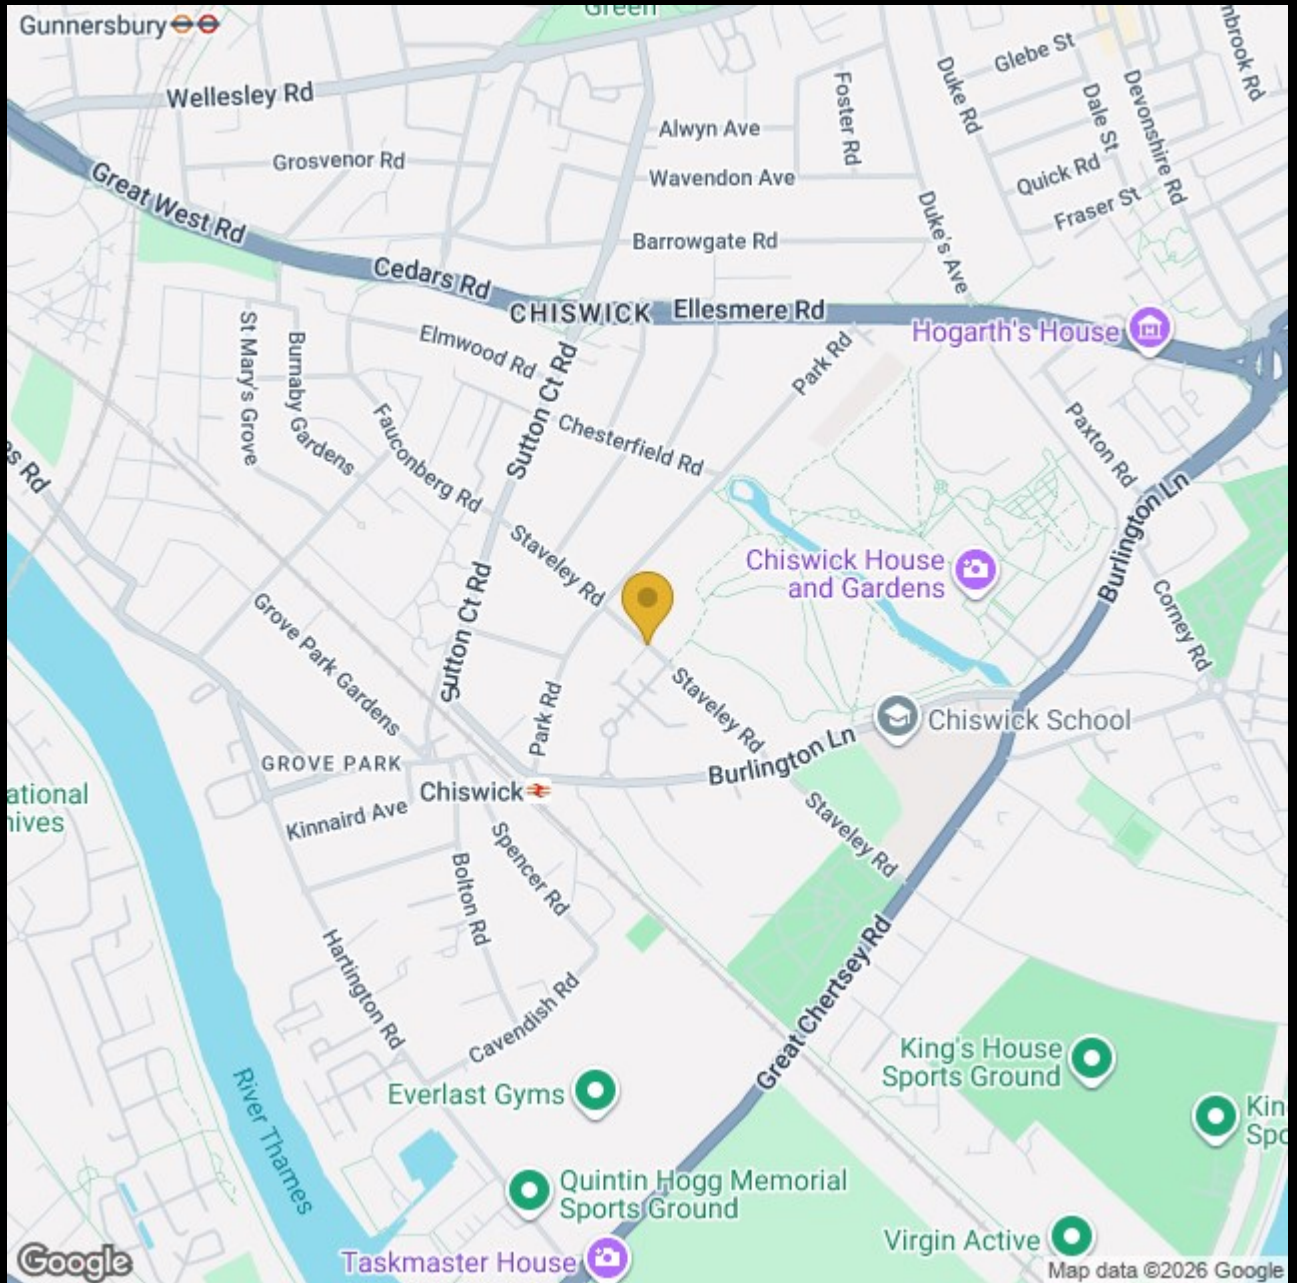 Green
Gunnersbury
Wellesley Rd
Glebe St
Duke Rd
Dale St
Devonshire Rd
Foster Rd
Alwyn Ave
Grosvenor Rd
Wavendon Ave
Quick Rd
Fraser St
Great West Rd
Duke's Ave
Barrowgate Rd
Cedars Rd
CHISWICK
Ellesmere Rd
Hogarth's House
Elmwood Rd
St Mary's Grove
Burnaby Gardens
Park Rd
Sutton Ct Rd
Fauconberg Rd
Chesterfield Rd
Paxton Rd
Burlington Ln
Staveley Rd
Chiswick House
and Gardens
Sutton Ct Rd
Grove Park Gardens
Corney Rd
Park Rd
Staveley Rd
Chiswick School
Burlington Ln
GROVE PARK
Chiswick
Kinnaird Ave
Staveley Rd
Spencer Rd
Bolton Rd
Hartington Rd
Great Chertsey Rd
Cavendish Rd
King's House
Sports Ground
Everlast Gyms
River Thames
Quintin Hogg Memorial
Sports Ground
Virgin Active
Taskmaster House
Google
Map data ©2026 Google